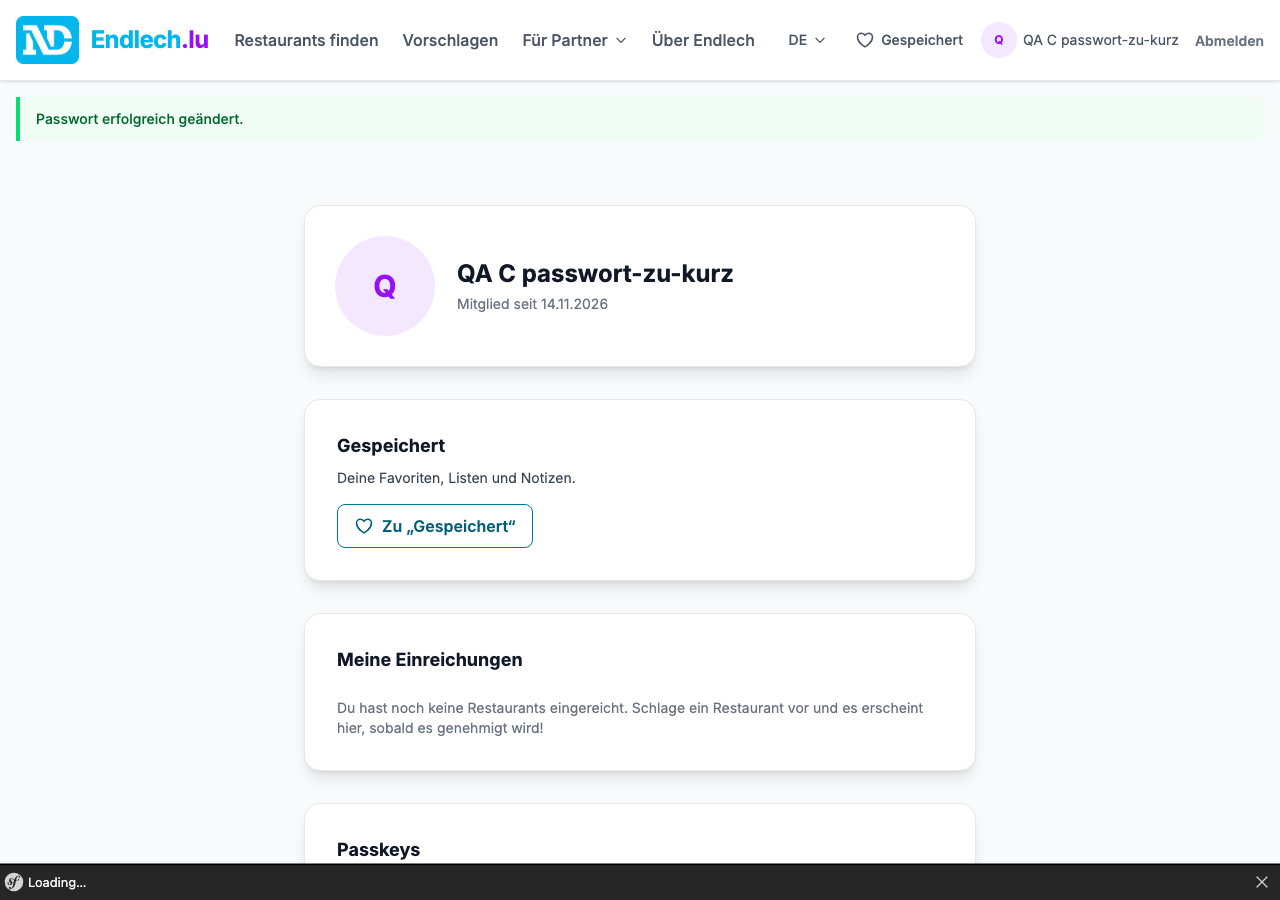 ND Endlech.lu Restaurants finden Vorschlagen Für Partner Über Endlech DE Gespeichert Q QA C passwort-zu-kurz Abmelden
Passwort erfolgreich geändert.
Q
QA C passwort-zu-kurz
Mitglied seit 14.11.2026
Gespeichert
Deine Favoriten, Listen und Notizen.
Zu „Gespeichert“
Meine Einreichungen
Du hast noch keine Restaurants eingereicht. Schlage ein Restaurant vor und es erscheint
hier, sobald es genehmigt wird!
Passkeys
sf Loading...